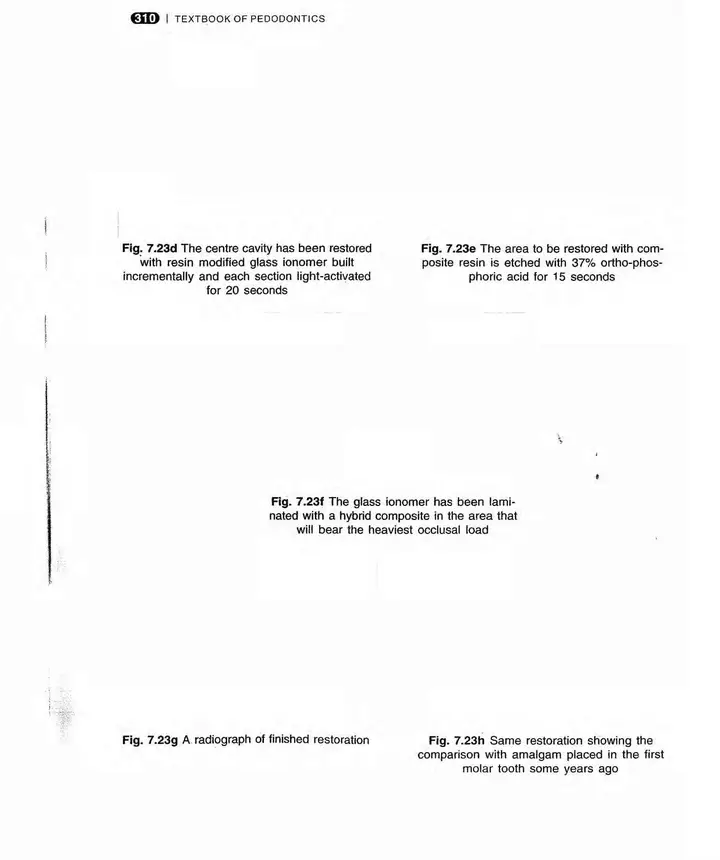 310 | TEXTBOOK OF PEDODONTICS
Fig. 7.23d The centre cavity has been restored
with resin modified glass ionomer built
incrementally and each section light-activated
for 20 seconds
Fig. 7.23e The area to be restored with com-
posite resin is etched with 37% ortho-phos-
phoric acid for 15 seconds
Fig. 7.23f The glass ionomer has been lami-
nated with a hybrid composite in the area that
will bear the heaviest occlusal load
Fig. 7.23g A radiograph of finished restoration
Fig. 7.23h Same restoration showing the
comparison with amalgam placed in the first
molar tooth some years ago